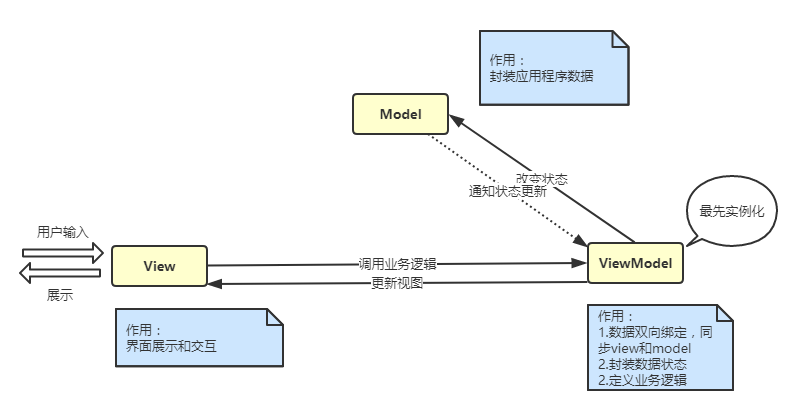 作用：
封装应用程序数据
Model
改变状态
通知状态更新
最先实例化
用户输入
View
调用业务逻辑
ViewModel
更新视图
展示
作用：
界面展示和交互
作用：
1.数据双向绑定，同
步view和model
2.封装数据状态
2.定义业务逻辑